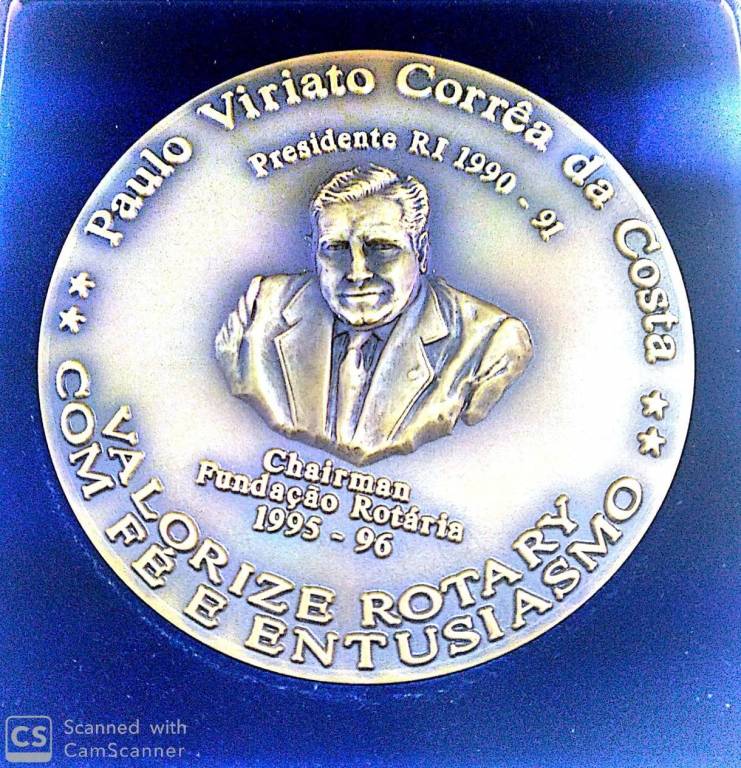 Paulo Viriato Corrêa da Costa
Presidente RI 1990 - 91
Chairman
Fundação Rotária
1995 - 96
VALORIZE ROTARY
COM FÉ E ENTUSIASMO
CS Scanned with
CamScanner